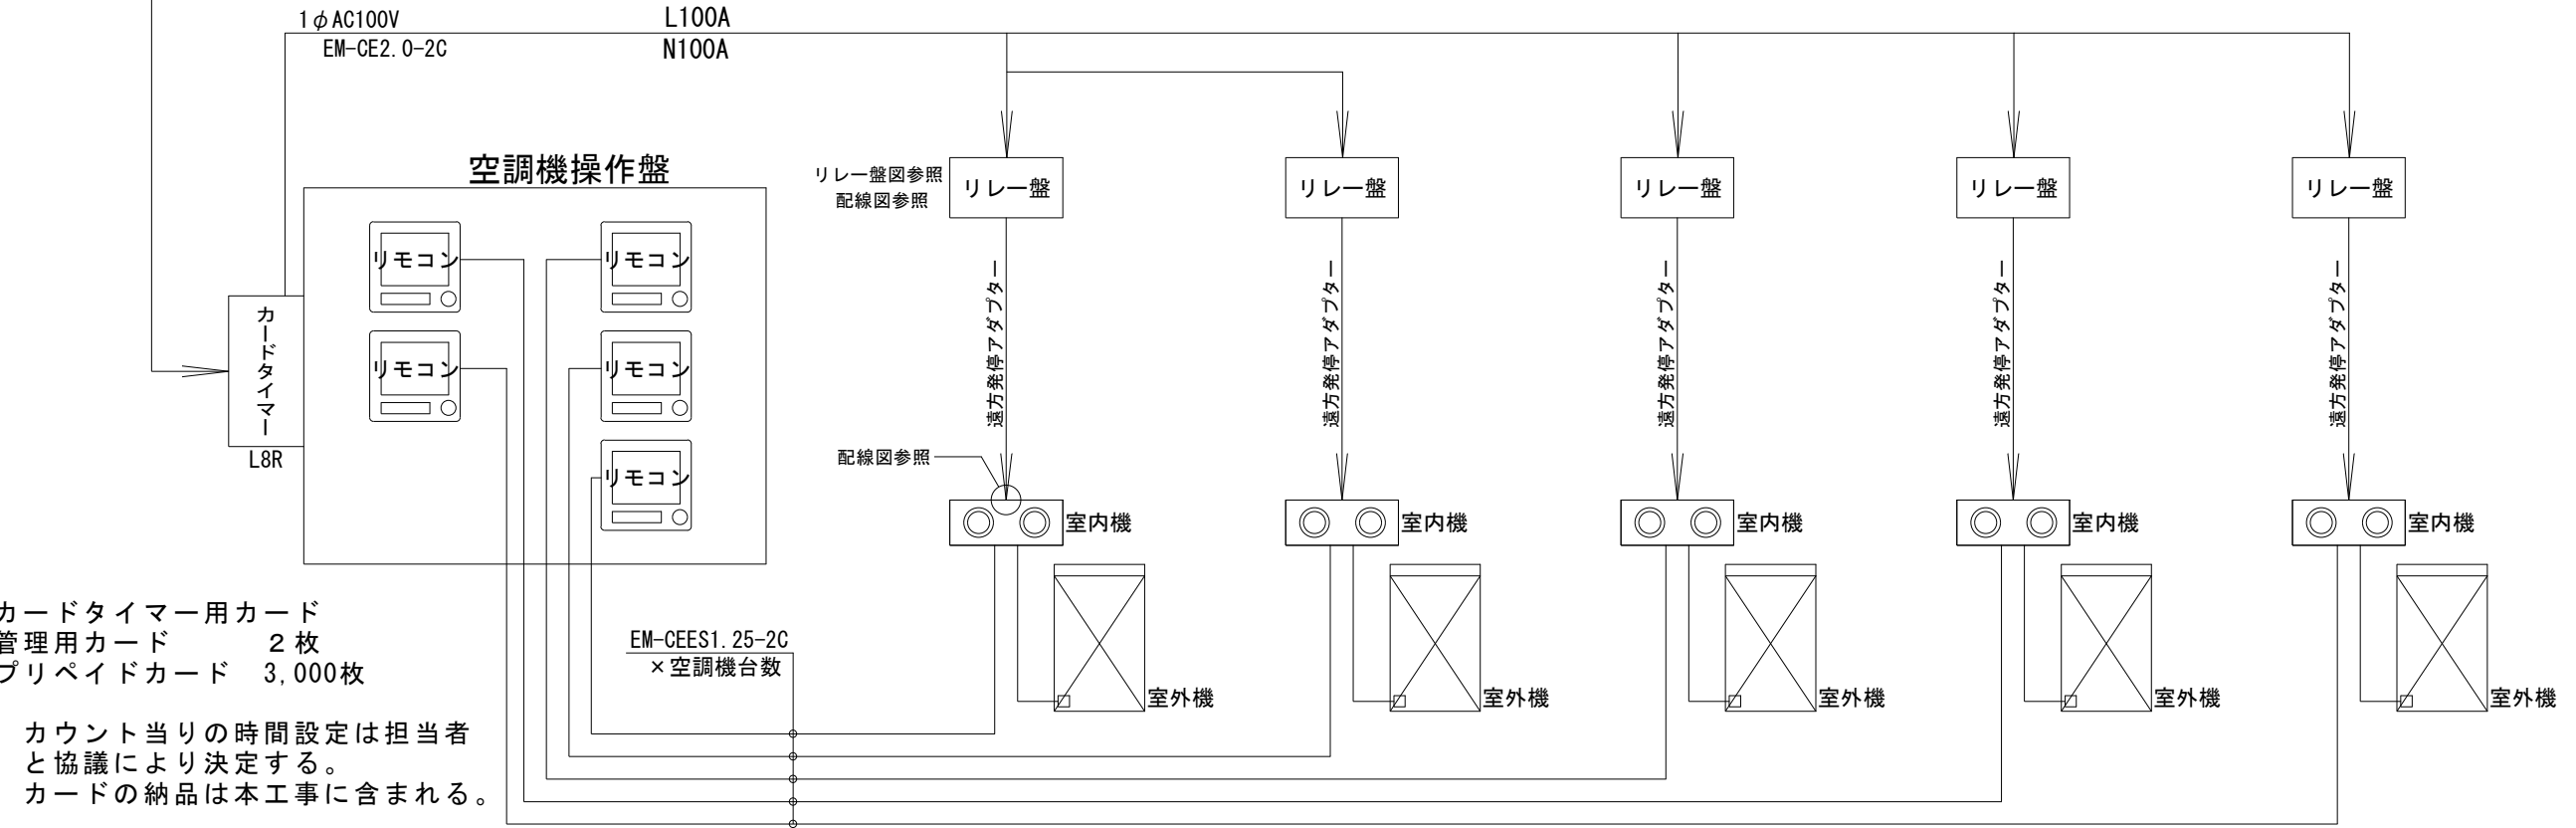 1φAC100V
EM-CE2.0-2C
L100A
N100A
空調機操作盤
リモコン
リモコン
リモコン
リモコン
リモコン
カードタイマー
L8R
リレー盤図参照
配線図参照
リレー盤
リレー盤
リレー盤
リレー盤
リレー盤
遠方発停アダプター
遠方発停アダプター
遠方発停アダプター
遠方発停アダプター
遠方発停アダプター
配線図参照
室内機
室内機
室内機
室内機
室内機
室外機
室外機
室外機
室外機
室外機
カードタイマー用カード
管理用カード 2枚
プリペイドカード 3,000枚
EM-CEES1.25-2C
×空調機台数
カウント当りの時間設定は担当者
と協議により決定する。
カードの納品は本工事に含まれる。